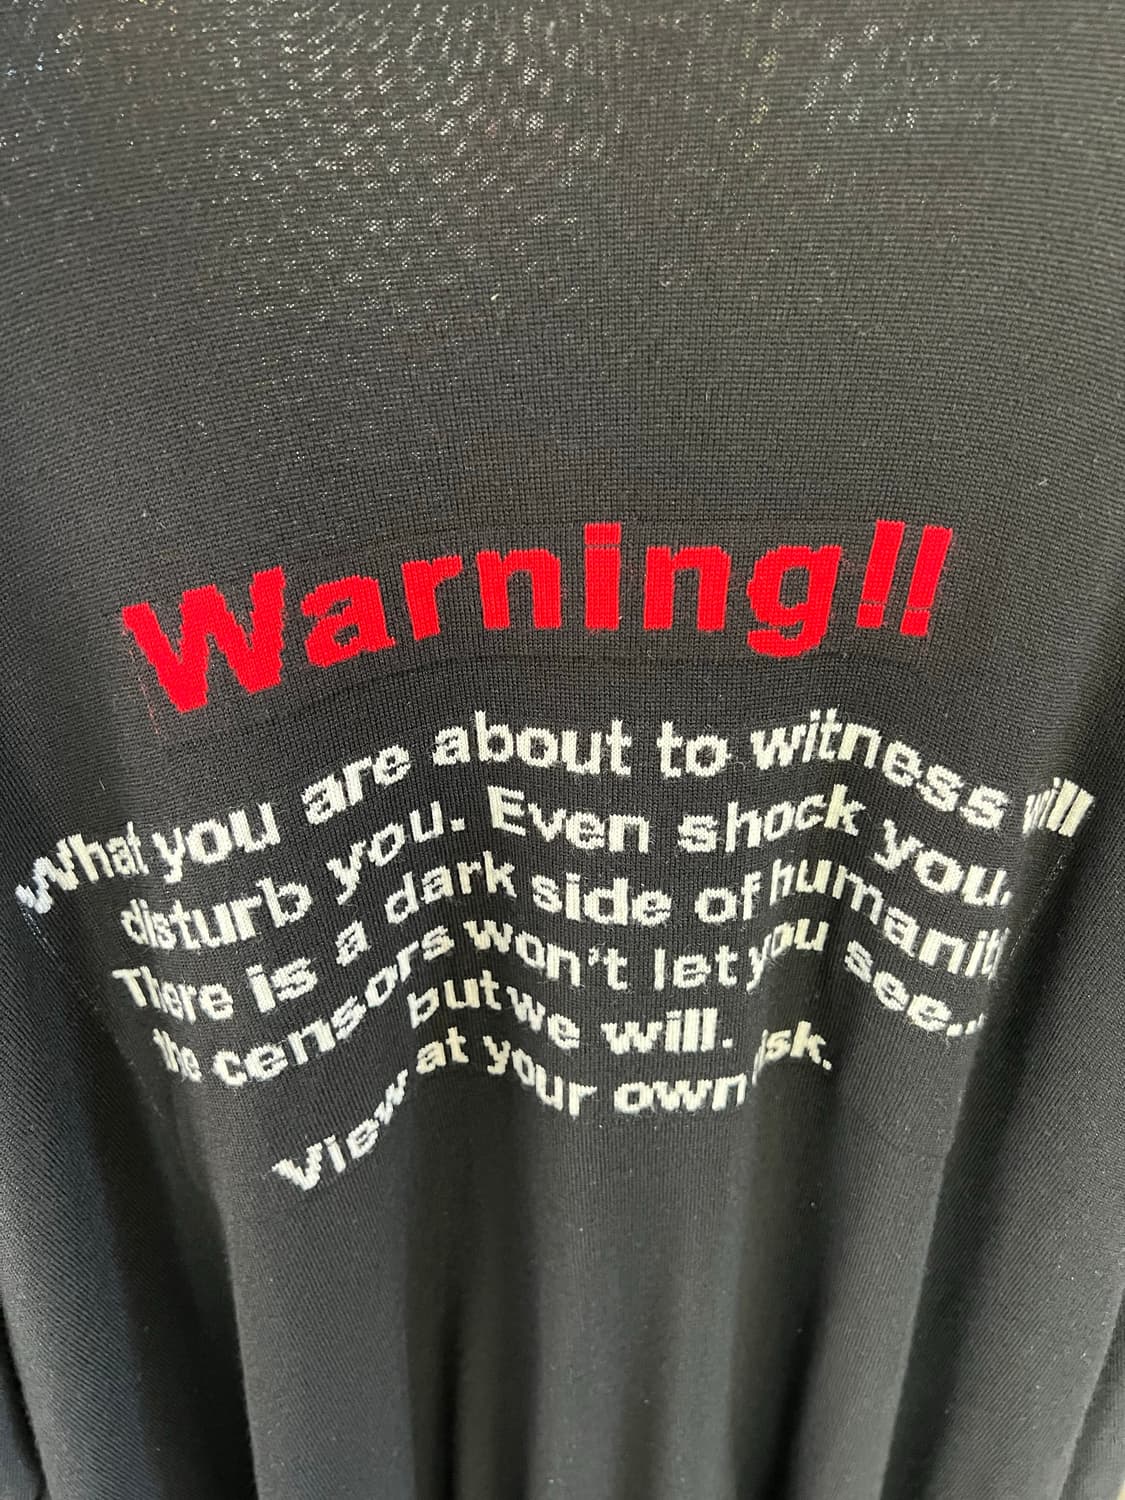 Warning!!
What you are about to witness will
disturb you. Even shock you.
There is a dark side of humanity
the censors won't let you see...
but we will.
View at your own risk.